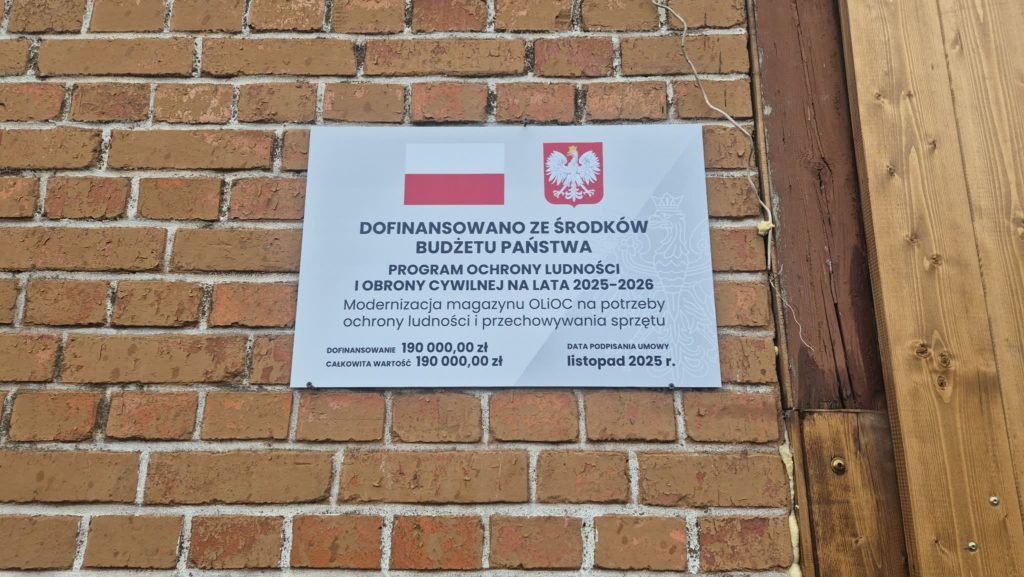 DOFINANSOWANO ZE ŚRODKÓW
BUDŻETU PAŃSTWA
PROGRAM OCHRONY LUDNOŚCI
I OBRONY CYWILNEJ NA LATA 2025-2026
Modernizacja magazynu OLiOC na potrzeby
ochrony ludności i przechowywania sprzętu
DOFINANSOWANIE 190 000,00 zł
CAŁKOWITA WARTOŚĆ 190 000,00 zł
DATA PODPISANIA UMOWY
listopad 2025 r.